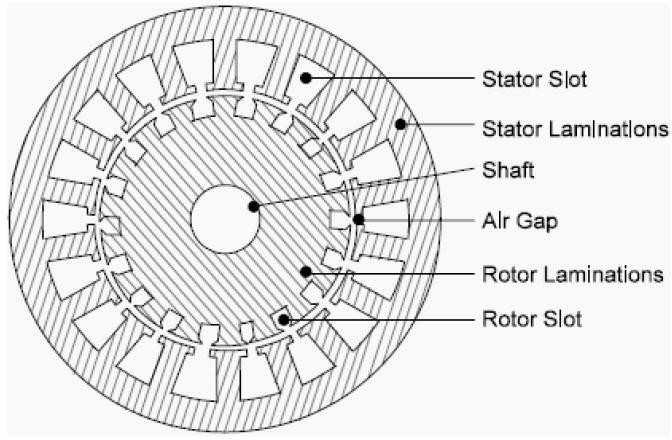 Stator Slot
Stator Laminations
Shaft
Air Gap
Rotor Laminations
Rotor Slot